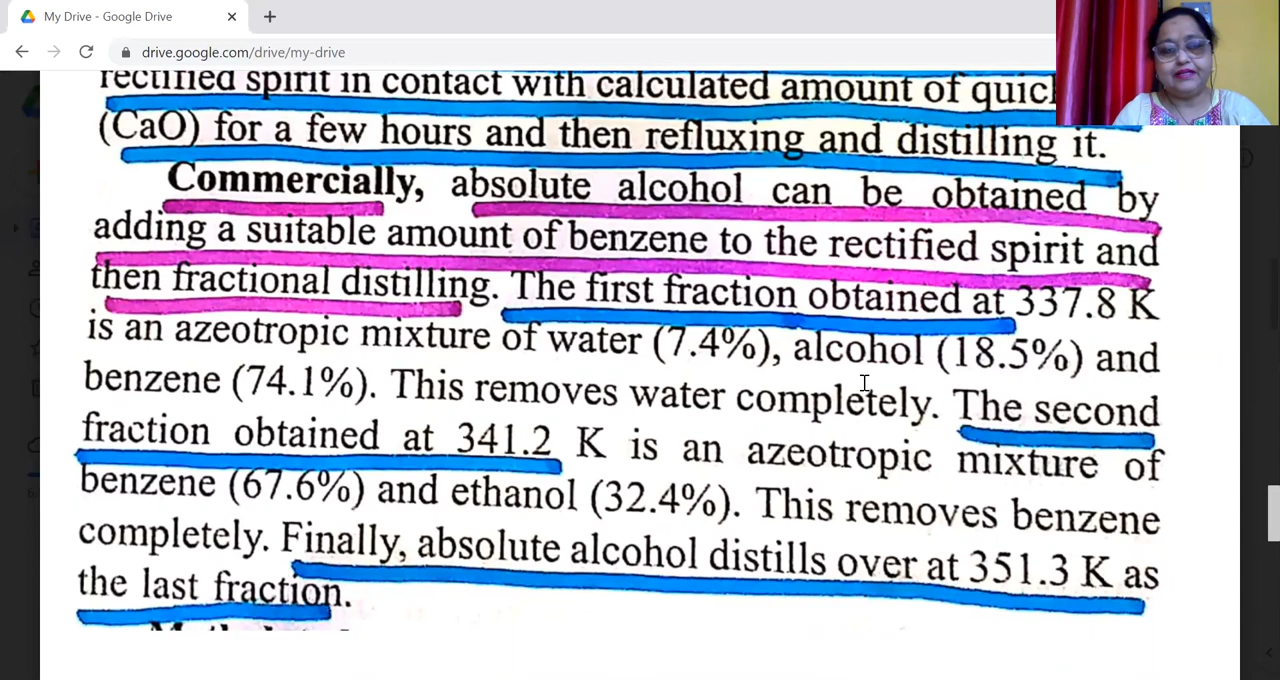 My Drive - Google Drive
drive.google.com/drive/my-drive
rectified spirit in contact with calculated amount of
(CaO) for a few hours and then refluxing and distilling it.
Commercially, absolute alcohol can be obtained by
adding a suitable amount of benzene to the rectified spirit and
then fractional distilling. The first fraction obtained at 337.8 K
is an azeotropic mixture of water (7.4%), alcohol (18.5%) and
benzene (74.1%). This removes water completely. The second
fraction obtained at 341.2 K is an azeotropic mixture of
benzene (67.6%) and ethanol (32.4%). This removes benzene
completely. Finally, absolute alcohol distills over at 351.3 K as
the last fraction.